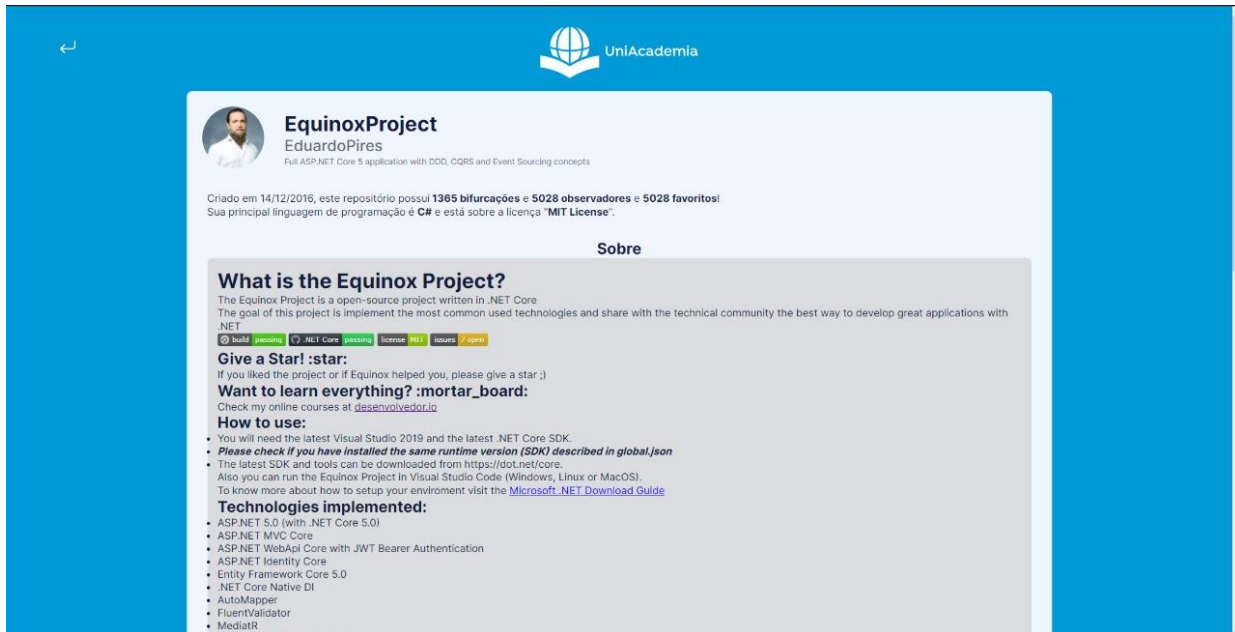 UniAcademia
EquinoxProject
EduardoPires
Full ASP.NET Core 5 application with DDD, CQRS and Event Sourcing concepts
Criado em 14/12/2016, este repositório possui 1365 bifurcações e 5028 observadores e 5028 favoritos!
Sua principal linguagem de programação é C# e está sobre a licença "MIT License".
Sobre
What is the Equinox Project?
The Equinox Project is a open-source project written in .NET Core
The goal of this project is implement the most common used technologies and share with the technical community the best way to develop great applications with
.NET
build passing .NET Core passing license MIT issues 7 open
Give a Star! :star:
If you liked the project or if Equinox helped you, please give a star ;)
Want to learn everything? :mortar_board:
Check my online courses at desenvolvedor.io
How to use:
• You will need the latest Visual Studio 2019 and the latest .NET Core SDK.
• Please check if you have installed the same runtime version (SDK) described in global.json
• The latest SDK and tools can be downloaded from https://dot.net/core.
Also you can run the Equinox Project in Visual Studio Code (Windows, Linux or MacOS).
To know more about how to setup your enviroment visit the Microsoft .NET Download Guide
Technologies implemented:
• ASP.NET 5.0 (with .NET Core 5.0)
• ASP.NET MVC Core
• ASP.NET WebApi Core with JWT Bearer Authentication
• ASP.NET Identity Core
• Entity Framework Core 5.0
• .NET Core Native DI
• AutoMapper
• FluentValidator
• MediatR